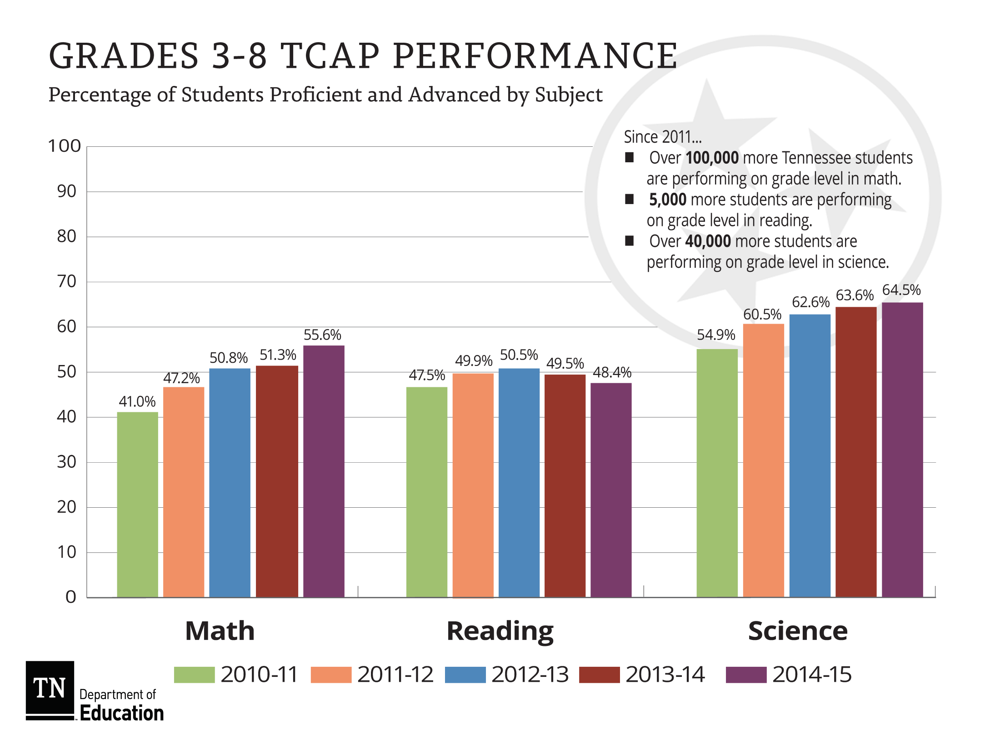 GRADES 3-8 TCAP PERFORMANCE
Percentage of Students Proficient and Advanced by Subject
Since 2011...
■ Over 100,000 more Tennessee students
are performing on grade level in math.
■ 5,000 more students are performing
on grade level in reading.
■ Over 40,000 more students are
performing on grade level in science.
100
90
80
70
60
50
40
30
20
10
0
41.0%
47.2%
50.8%
51.3%
55.6%
47.5%
49.9%
50.5%
49.5%
48.4%
54.9%
60.5%
62.6%
63.6%
64.5%
Math
Reading
Science
2010-11
2011-12
2012-13
2013-14
2014-15
TN
Department of
Education